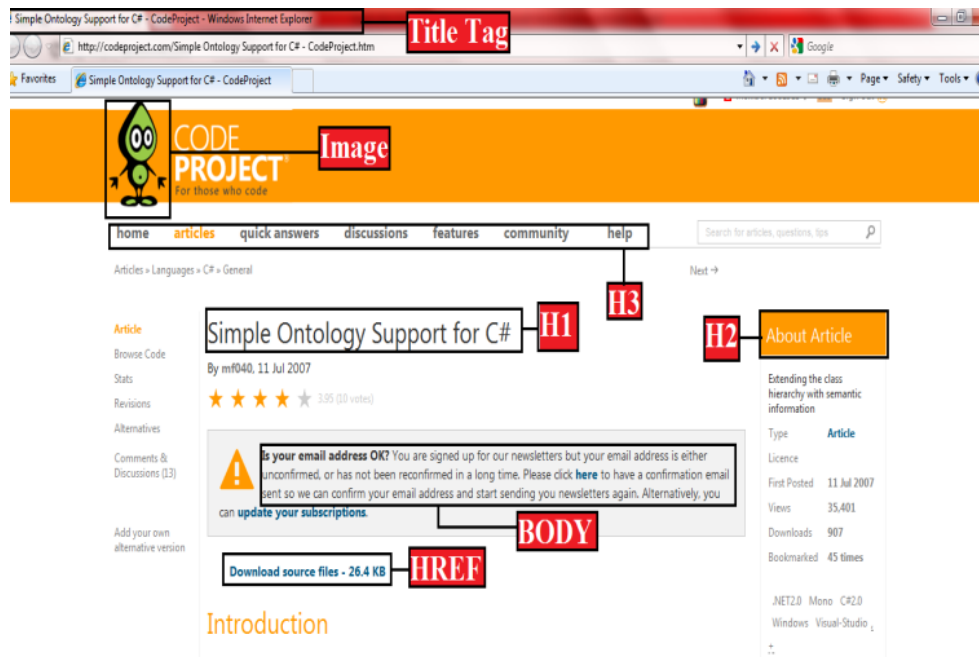 Simple Ontology Support for C# - CodeProject - Windows Internet Explorer
Title Tag
http://codeproject.com/Simple Ontology Support for C# - CodeProject.htm
Google
Favorites
Simple Ontology Support for C# - CodeProject
Page
Safety
Tools
CODE
PROJECT
For those who code
Image
home articles quick answers discussions features community help
Search for articles, questions, tips
Articles » Languages » C# » General
Next →
H3
Article
Browse Code
Stats
Revisions
Alternatives
Comments &
Discussions (13)
Add your own
alternative version
Simple Ontology Support for C#
H1
By mf040, 11 Jul 2007
3.95 (10 votes)
Is your email address OK? You are signed up for our newsletters but your email address is either
unconfirmed, or has not been reconfirmed in a long time. Please click here to have a confirmation email
sent so we can confirm your email address and start sending you newsletters again. Alternatively, you
can update your subscriptions.
BODY
Download source files - 26.4 KB
HREF
Introduction
H2
About Article
Extending the class
hierarchy with semantic
information
Type Article
Licence
First Posted 11 Jul 2007
Views 35,401
Downloads 907
Bookmarked 45 times
.NET2.0 Mono C#2.0
Windows Visual-Studio ,
+